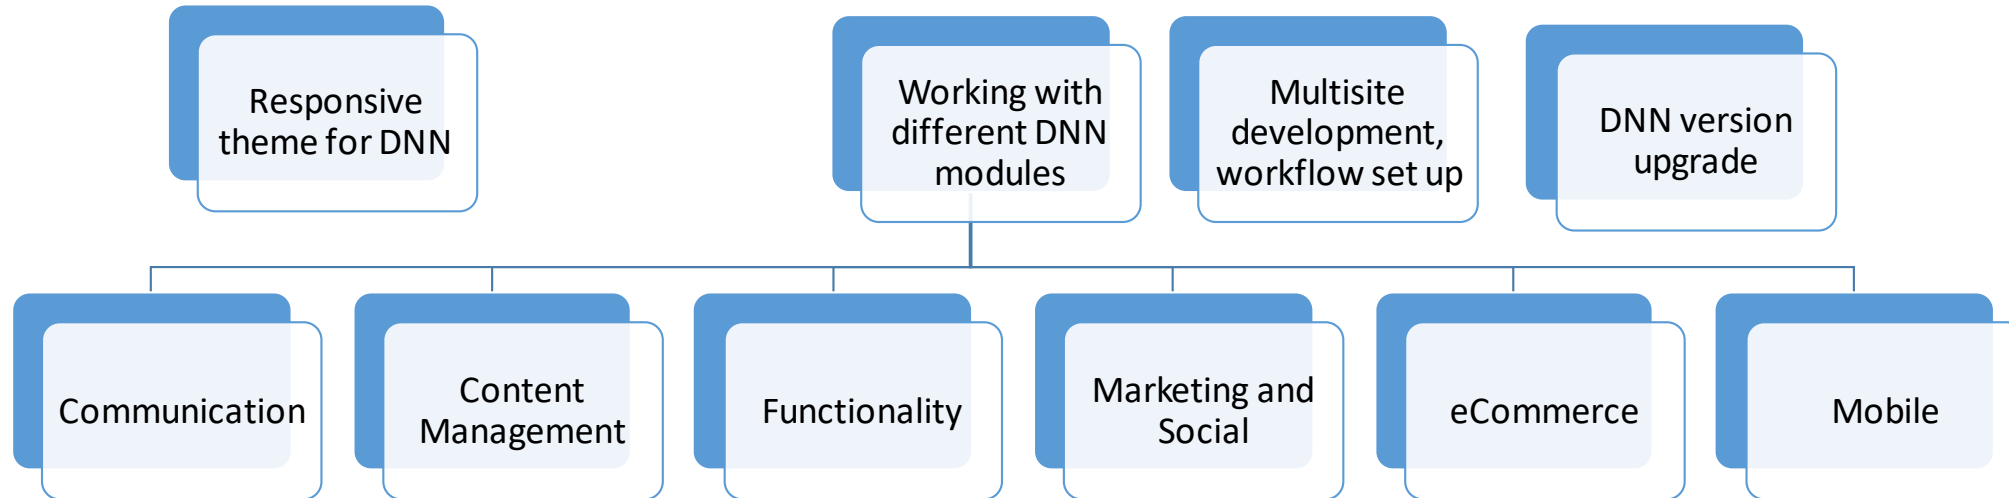 Responsive
theme for DNN
Working with
different DNN
modules
Multisite
development,
workflow set up
DNN version
upgrade
Communication
Content
Management
Functionality
Marketing and
Social
eCommerce
Mobile